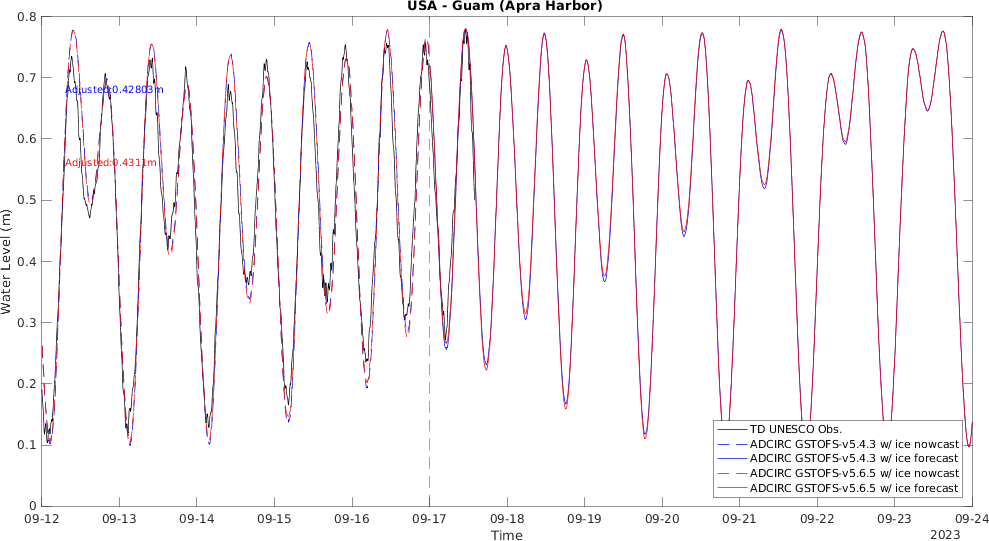 USA - Guam (Apra Harbor)
0.8
0.7
0.6
0.5
0.4
0.3
0.2
0.1
0
Water Level (m)
Adjusted:0.42803m
Adjusted:0.4311m
TD UNESCO Obs.
ADCIRC GSTOFS-v5.4.3 w/ ice nowcast
ADCIRC GSTOFS-v5.4.3 w/ ice forecast
ADCIRC GSTOFS-v5.6.5 w/ ice nowcast
ADCIRC GSTOFS-v5.6.5 w/ ice forecast
09-12 09-13 09-14 09-15 09-16 09-17 09-18 09-19 09-20 09-21 09-22 09-23 09-24
Time
2023